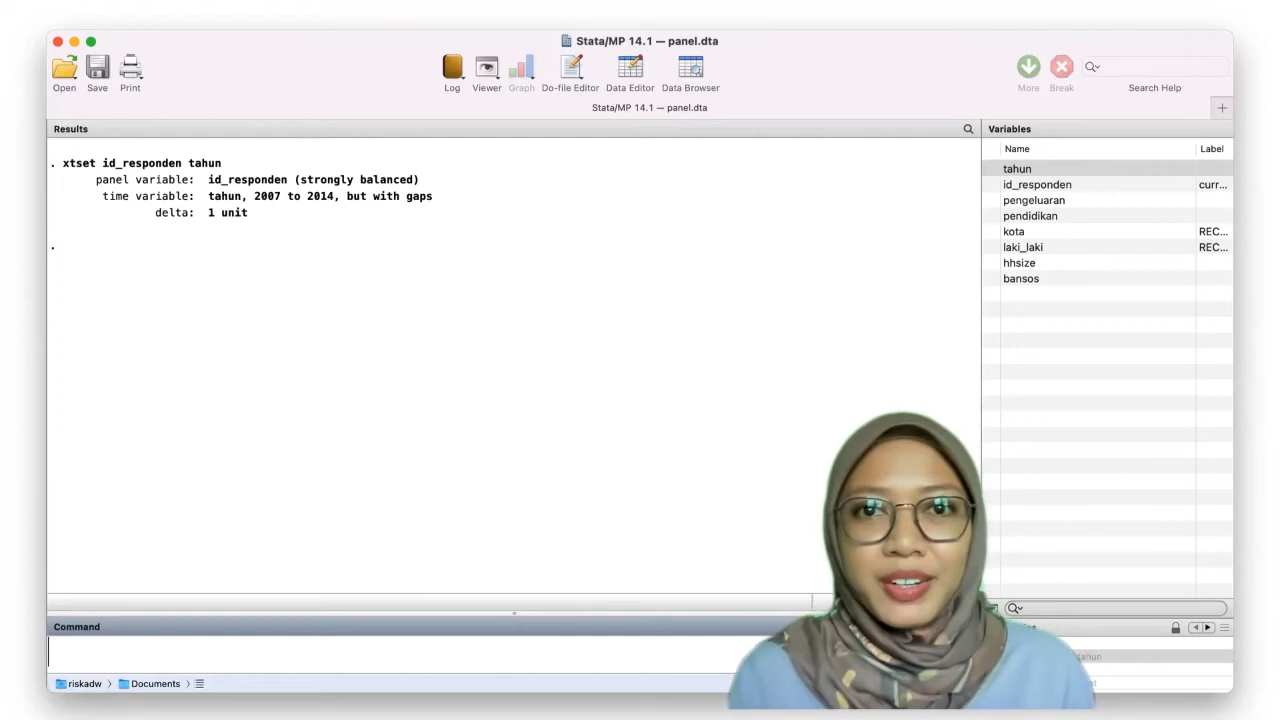 Stata/MP 14.1 — panel.dta
Open Save Print Log Viewer Graph Do-file Editor Data Editor Data Browser More Break Search Help
Stata/MP 14.1 — panel.dta
Results
. xtset id_responden tahun
panel variable: id_responden (strongly balanced)
time variable: tahun, 2007 to 2014, but with gaps
delta: 1 unit
.
Variables
Name Label
tahun
id_responden curr...
pengeluaran
pendidikan
kota REC...
laki_laki REC...
hhsize
bansos
Command
tahun
riskadw Documents